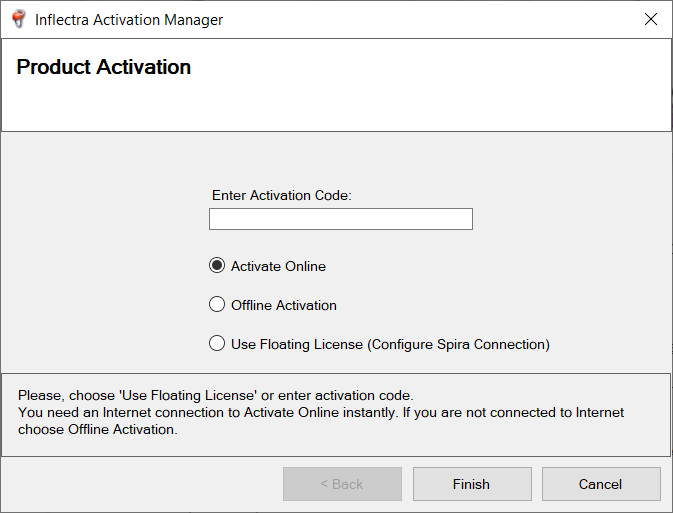 Inflectra Activation Manager
Product Activation
Enter Activation Code:
Activate Online
Offline Activation
Use Floating License (Configure Spira Connection)
Please, choose 'Use Floating License' or enter activation code.
You need an Internet connection to Activate Online instantly. If you are not connected to Internet
choose Offline Activation.
< Back
Finish
Cancel